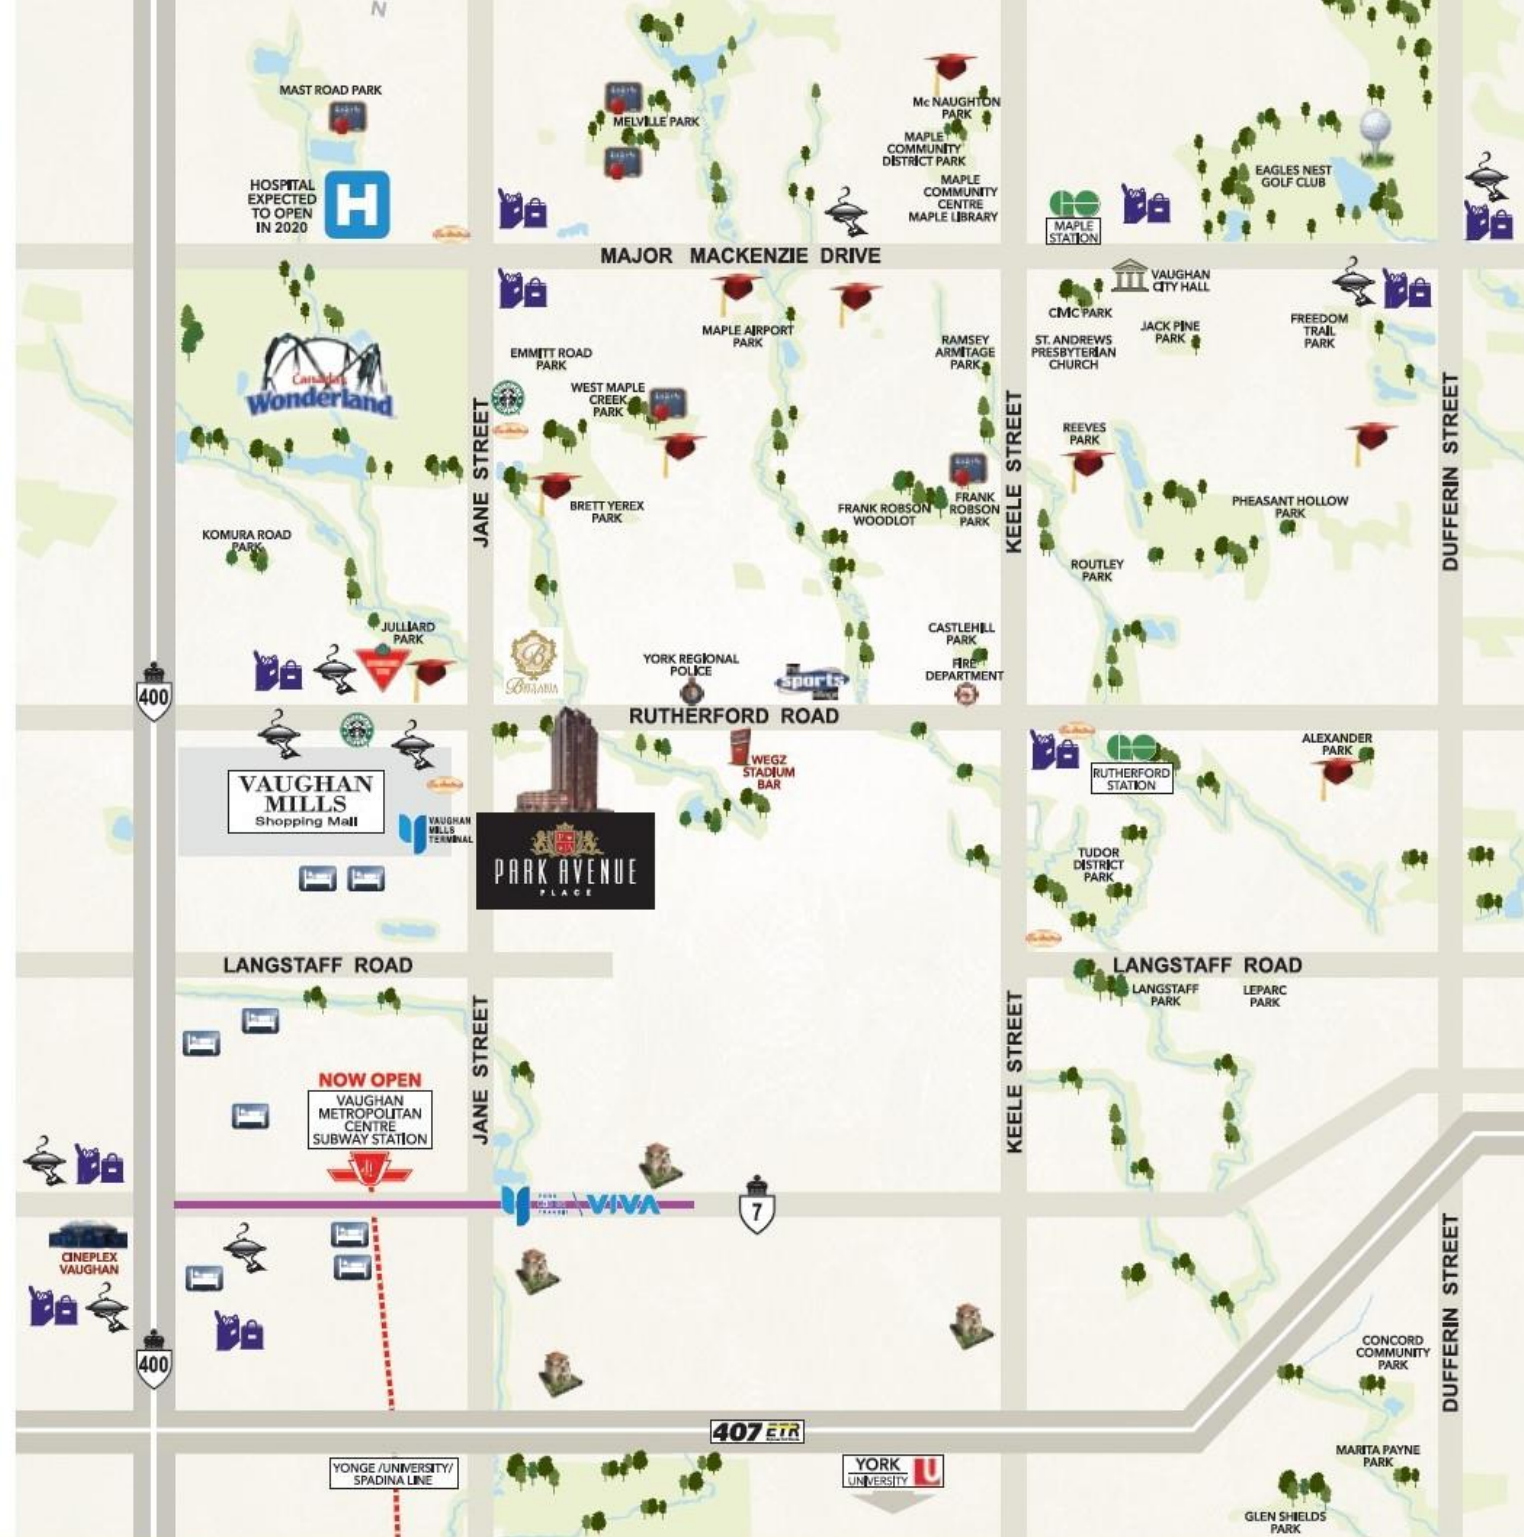 N
MAST ROAD PARK
HOSPITAL
EXPECTED
TO OPEN
IN 2020
H
MELVILLE PARK
Mc NAUGHTON
PARK
MAPLE
COMMUNITY
DISTRICT PARK
MAPLE
COMMUNITY
CENTRE
MAPLE LIBRARY
MAPLE
STATION
EAGLES NEST
GOLF CLUB
MAJOR MACKENZIE DRIVE
Canada's
Wonderland
EMMITT ROAD
PARK
WEST MAPLE
CREEK
PARK
MAPLE AIRPORT
PARK
RAMSEY
ARMITAGE
PARK
CIVIC PARK
VAUGHAN
CITY HALL
ST. ANDREWS
PRESBYTERIAN
CHURCH
JACK PINE
PARK
FREEDOM
TRAIL
PARK
JANE STREET
KEELE STREET
DUFFERIN STREET
REEVES
PARK
BRETT YEREX
PARK
FRANK ROBSON
WOODLOT
FRANK
ROBSON
PARK
PHEASANT HOLLOW
PARK
KOMURA ROAD
PARK
ROUTLEY
PARK
JULLIARD
PARK
B
YORK REGIONAL
POLICE
sports
CASTLEHILL
PARK
FIRE
DEPARTMENT
400
RUTHERFORD ROAD
VAUGHAN
MILLS
Shopping Mall
VAUGHAN
MILLS
TERMINAL
PARK AVENUE
PLACE
WEGZ
STADIUM
BAR
GO
RUTHERFORD
STATION
ALEXANDER
PARK
TUDOR
DISTRICT
PARK
LANGSTAFF ROAD
LANGSTAFF ROAD
LANGSTAFF
PARK
LEPARC
PARK
JANE STREET
KEELE STREET
NOW OPEN
VAUGHAN
METROPOLITAN
CENTRE
SUBWAY STATION
VIVA
7
CINEPLEX
VAUGHAN
400
DUFFERIN STREET
CONCORD
COMMUNITY
PARK
407 ETR
YONGE /UNIVERSITY/
SPADINA LINE
YORK
UNIVERSITY
U
MARITA PAYNE
PARK
GLEN SHIELDS
PARK